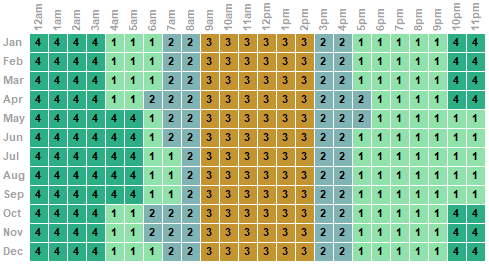 12am 1am 2am 3am 4am 5am 6am 7am 8am 9am 10am 11am 12pm 1pm 2pm 3pm 4pm 5pm 6pm 7pm 8pm 9pm 10pm 11pm
Jan 4 4 4 4 1 1 1 2 2 3 3 3 3 3 3 2 2 1 1 1 1 1 4 4
Feb 4 4 4 4 1 1 1 2 2 3 3 3 3 3 3 2 2 1 1 1 1 1 4 4
Mar 4 4 4 4 1 1 1 2 2 3 3 3 3 3 3 2 2 1 1 1 1 1 4 4
Apr 4 4 4 4 1 1 2 2 2 3 3 3 3 3 3 2 2 2 1 1 1 1 4 4
May 4 4 4 4 4 4 1 2 2 3 3 3 3 3 3 2 2 2 1 1 1 1 1 1
Jun 4 4 4 4 4 4 1 2 2 3 3 3 3 3 3 2 2 1 1 1 1 1 1 1
Jul 4 4 4 4 4 4 1 1 2 3 3 3 3 3 3 2 2 1 1 1 1 1 1 1
Aug 4 4 4 4 4 4 1 1 2 3 3 3 3 3 3 2 2 1 1 1 1 1 1 1
Sep 4 4 4 4 4 4 1 1 2 3 3 3 3 3 3 2 2 1 1 1 1 1 1 1
Oct 4 4 4 4 1 1 2 2 2 3 3 3 3 3 3 2 2 1 1 1 1 1 4 4
Nov 4 4 4 4 1 1 2 2 2 3 3 3 3 3 3 2 2 1 1 1 1 1 4 4
Dec 4 4 4 4 1 1 1 2 2 3 3 3 3 3 3 2 2 1 1 1 1 1 4 4